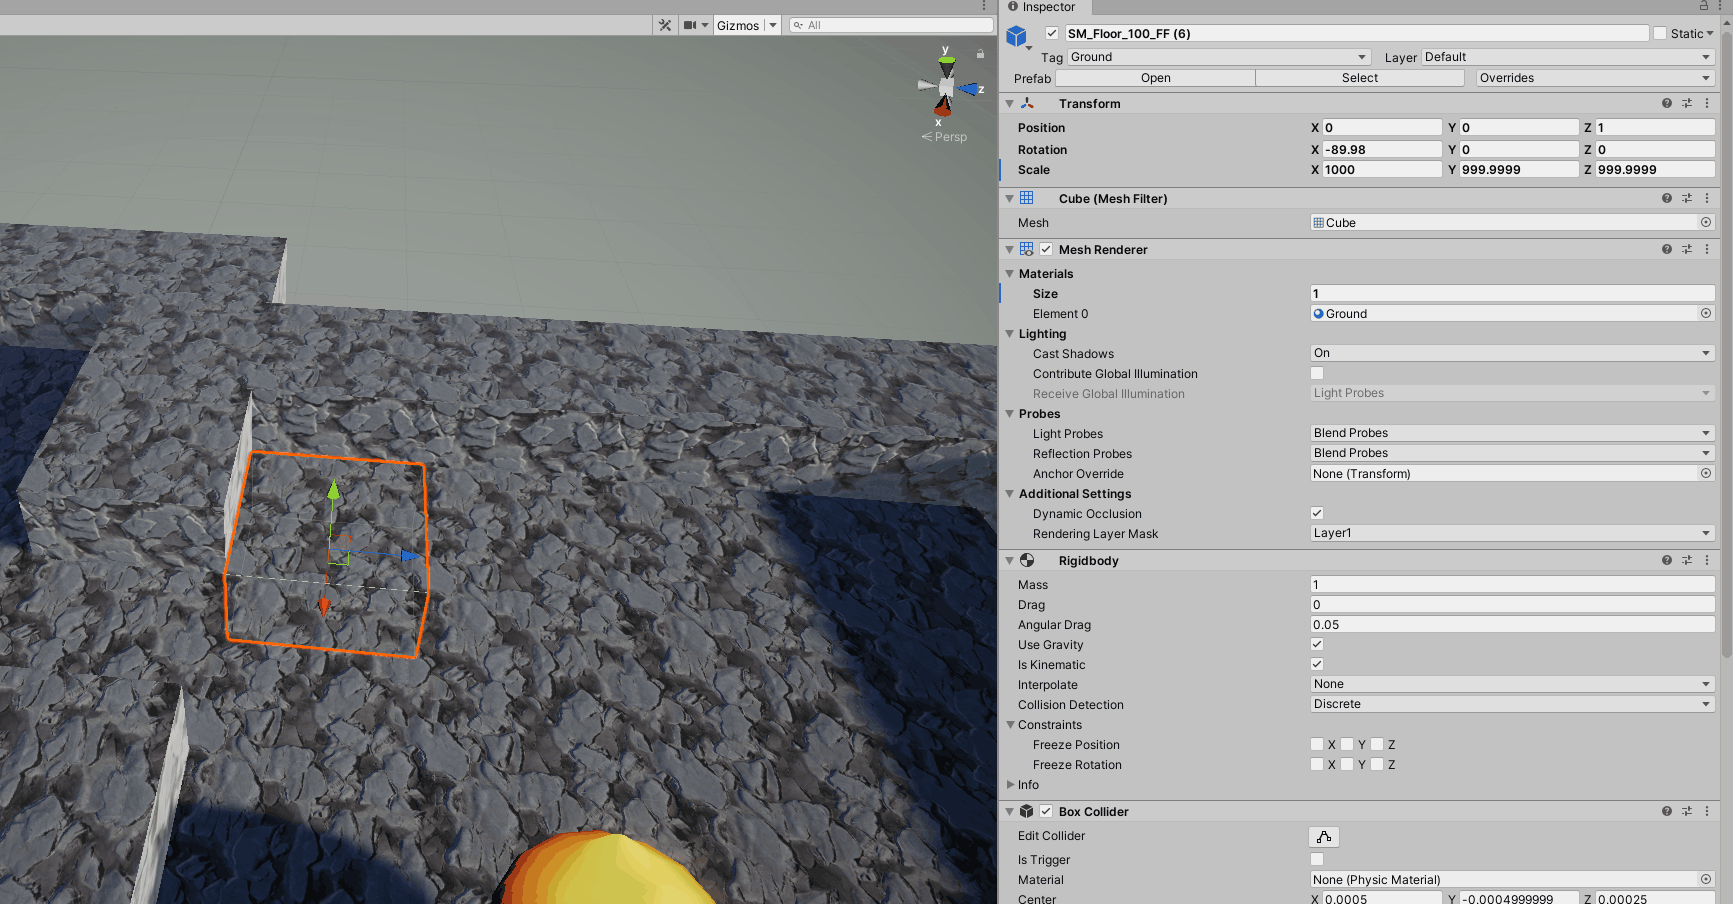 Inspector
Gizmos
All
SM_Floor_100_FF (6)
Static
Tag Ground Layer Default
Prefab Open Select Overrides
y
z
x
Persp
Transform
Position X 0 Y 0 Z 1
Rotation X -89.98 Y 0 Z 0
Scale X 1000 Y 999.9999 Z 999.9999
Cube (Mesh Filter)
Mesh Cube
Mesh Renderer
Materials
Size 1
Element 0 Ground
Lighting
Cast Shadows On
Contribute Global Illumination
Receive Global Illumination Light Probes
Probes
Light Probes Blend Probes
Reflection Probes Blend Probes
Anchor Override None (Transform)
Additional Settings
Dynamic Occlusion
Rendering Layer Mask Layer1
Rigidbody
Mass 1
Drag 0
Angular Drag 0.05
Use Gravity
Is Kinematic
Interpolate None
Collision Detection Discrete
Constraints
Freeze Position X Y Z
Freeze Rotation X Y Z
Info
Box Collider
Edit Collider
Is Trigger
Material None (Physic Material)
Center X 0.0005 Y -0.0004999999 Z 0.00025